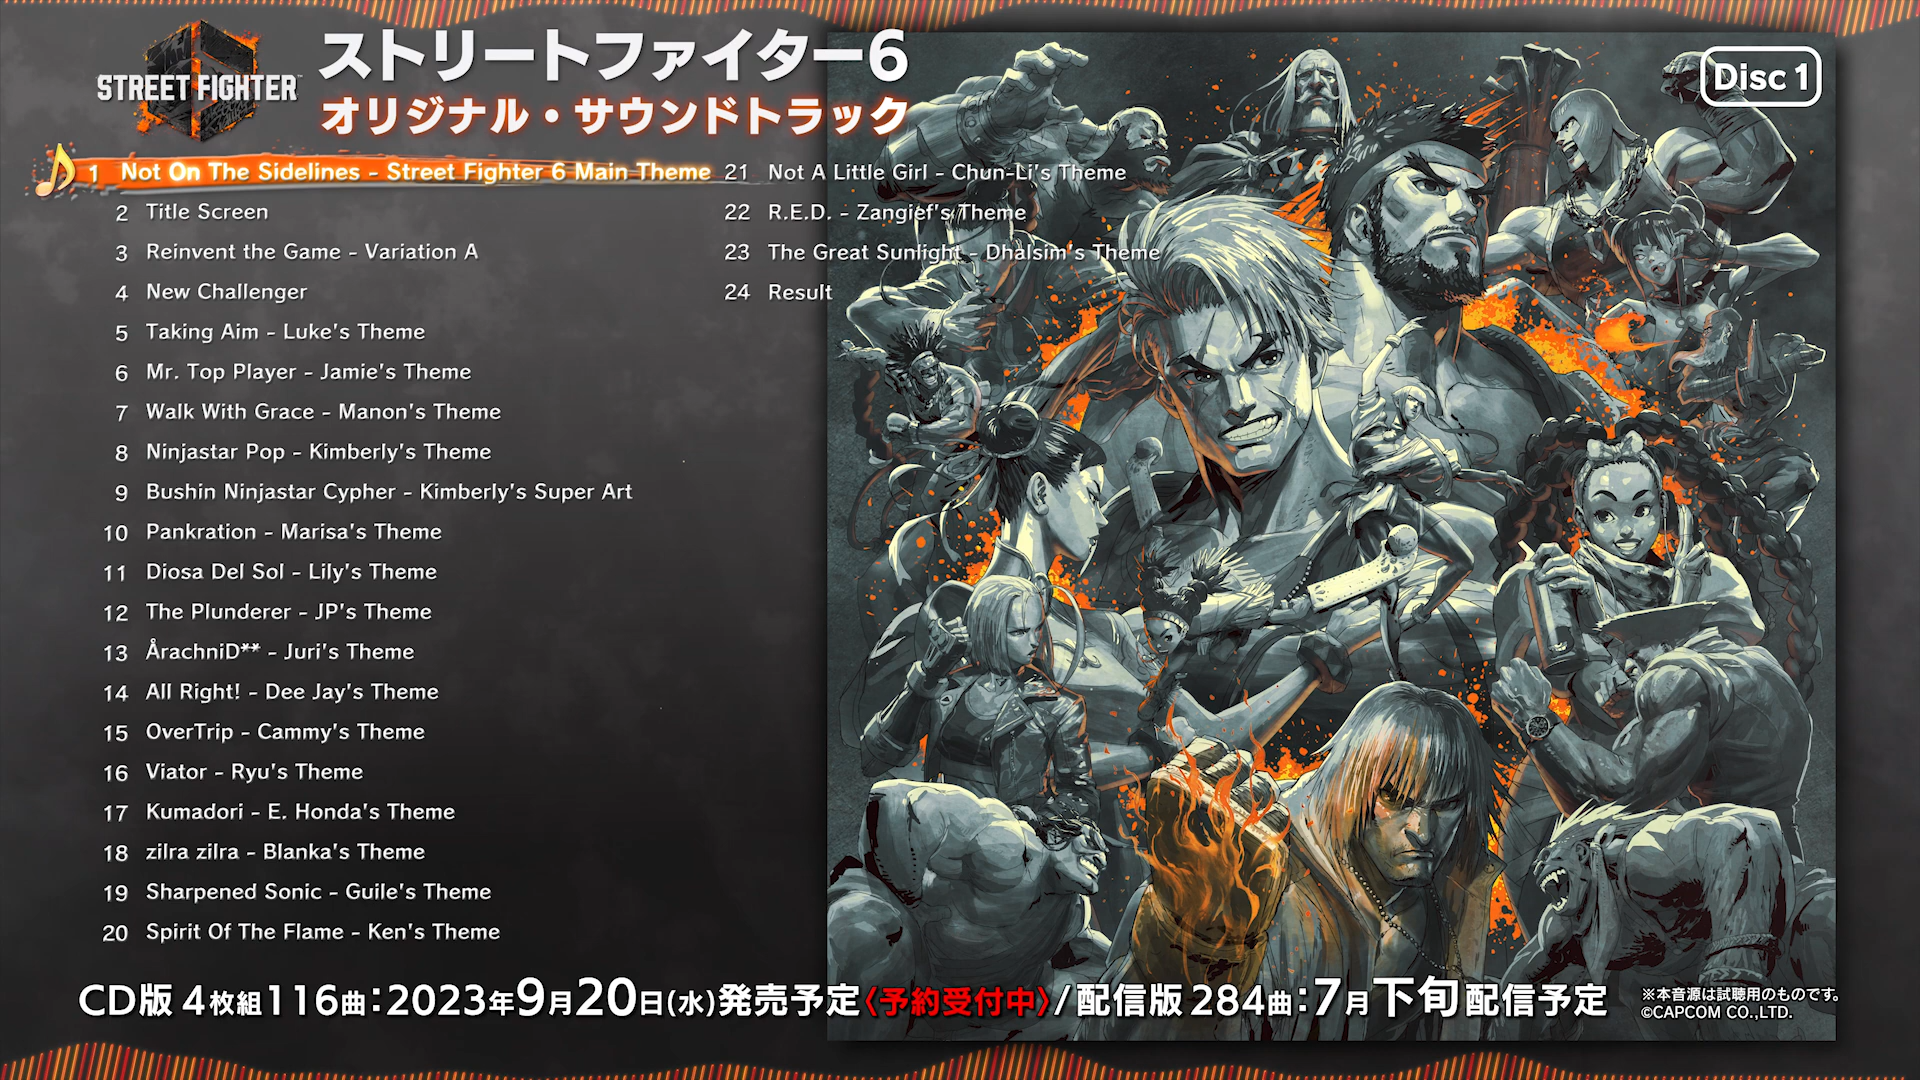 STREET FIGHTER
ストリートファイター6
オリジナル・サウンドトラック
Disc 1
1 Not On The Sidelines - Street Fighter 6 Main Theme
2 Title Screen
3 Reinvent the Game - Variation A
4 New Challenger
5 Taking Aim - Luke's Theme
6 Mr. Top Player - Jamie's Theme
7 Walk With Grace - Manon's Theme
8 Ninjastar Pop - Kimberly's Theme
9 Bushin Ninjastar Cypher - Kimberly's Super Art
10 Pankration - Marisa's Theme
11 Diosa Del Sol - Lily's Theme
12 The Plunderer - JP's Theme
13 ÅrachniD** - Juri's Theme
14 All Right! - Dee Jay's Theme
15 OverTrip - Cammy's Theme
16 Viator - Ryu's Theme
17 Kumadori - E. Honda's Theme
18 zilra zilra - Blanka's Theme
19 Sharpened Sonic - Guile's Theme
20 Spirit Of The Flame - Ken's Theme
21 Not A Little Girl - Chun-Li's Theme
22 R.E.D. - Zangief's Theme
23 The Great Sunlight - Dhalsim's Theme
24 Result
CD版 4枚組116曲：2023年9月20日(水)発売予定〈予約受付中〉/ 配信版 284曲：7月下旬配信予定
※本音源は試聴用のものです。
©CAPCOM CO.,LTD.